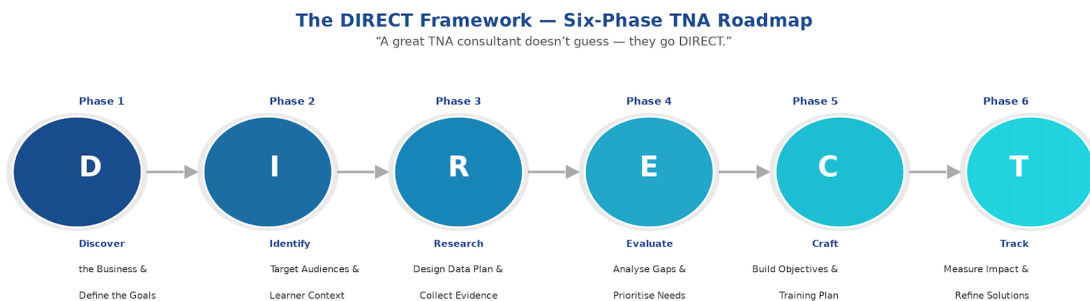 The DIRECT Framework — Six-Phase TNA Roadmap
“A great TNA consultant doesn’t guess — they go DIRECT.”
Phase 1
Phase 2
Phase 3
Phase 4
Phase 5
Phase 6
D
I
R
E
C
T
Discover
the Business &
Define the Goals
Identify
Target Audiences &
Learner Context
Research
Design Data Plan &
Collect Evidence
Evaluate
Analyse Gaps &
Prioritise Needs
Craft
Build Objectives &
Training Plan
Track
Measure Impact &
Refine Solutions